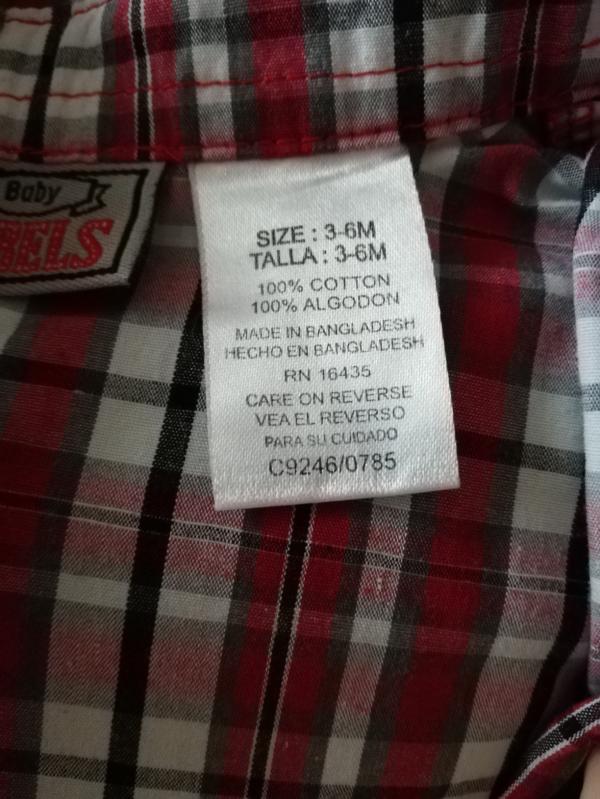 Baby
SIZE : 3-6M
TALLA : 3-6M
100% COTTON
100% ALGODON
MADE IN BANGLADESH
HECHO EN BANGLADESH
RN 16435
CARE ON REVERSE
VEA EL REVERSO
PARA SU CUIDADO
C9246/0785